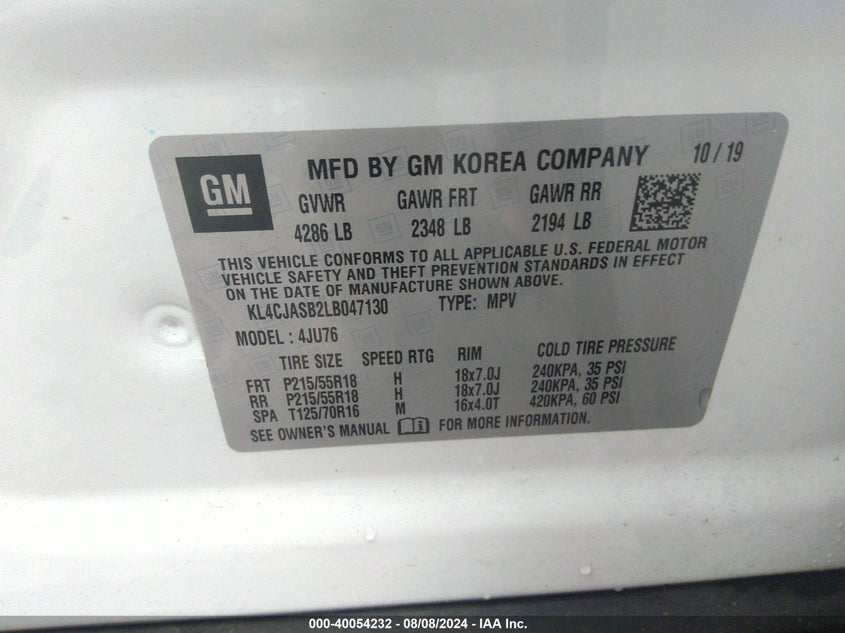 GM
MFD BY GM KOREA COMPANY 10/19
GVWR GAWR FRT GAWR RR
4286 LB 2348 LB 2194 LB
THIS VEHICLE CONFORMS TO ALL APPLICABLE U.S. FEDERAL MOTOR
VEHICLE SAFETY AND THEFT PREVENTION STANDARDS IN EFFECT
ON THE DATE OF MANUFACTURE SHOWN ABOVE.
KL4CJASB2LB047130 TYPE: MPV
MODEL : 4JU76
TIRE SIZE SPEED RTG RIM COLD TIRE PRESSURE
FRT P215/55R18 H 18x7.0J 240KPA, 35 PSI
RR P215/55R18 H 18x7.0J 240KPA, 35 PSI
SPA T125/70R16 M 16x4.0T 420KPA, 60 PSI
SEE OWNER'S MANUAL FOR MORE INFORMATION.
000-40054232 - 08/08/2024 - IAA Inc.